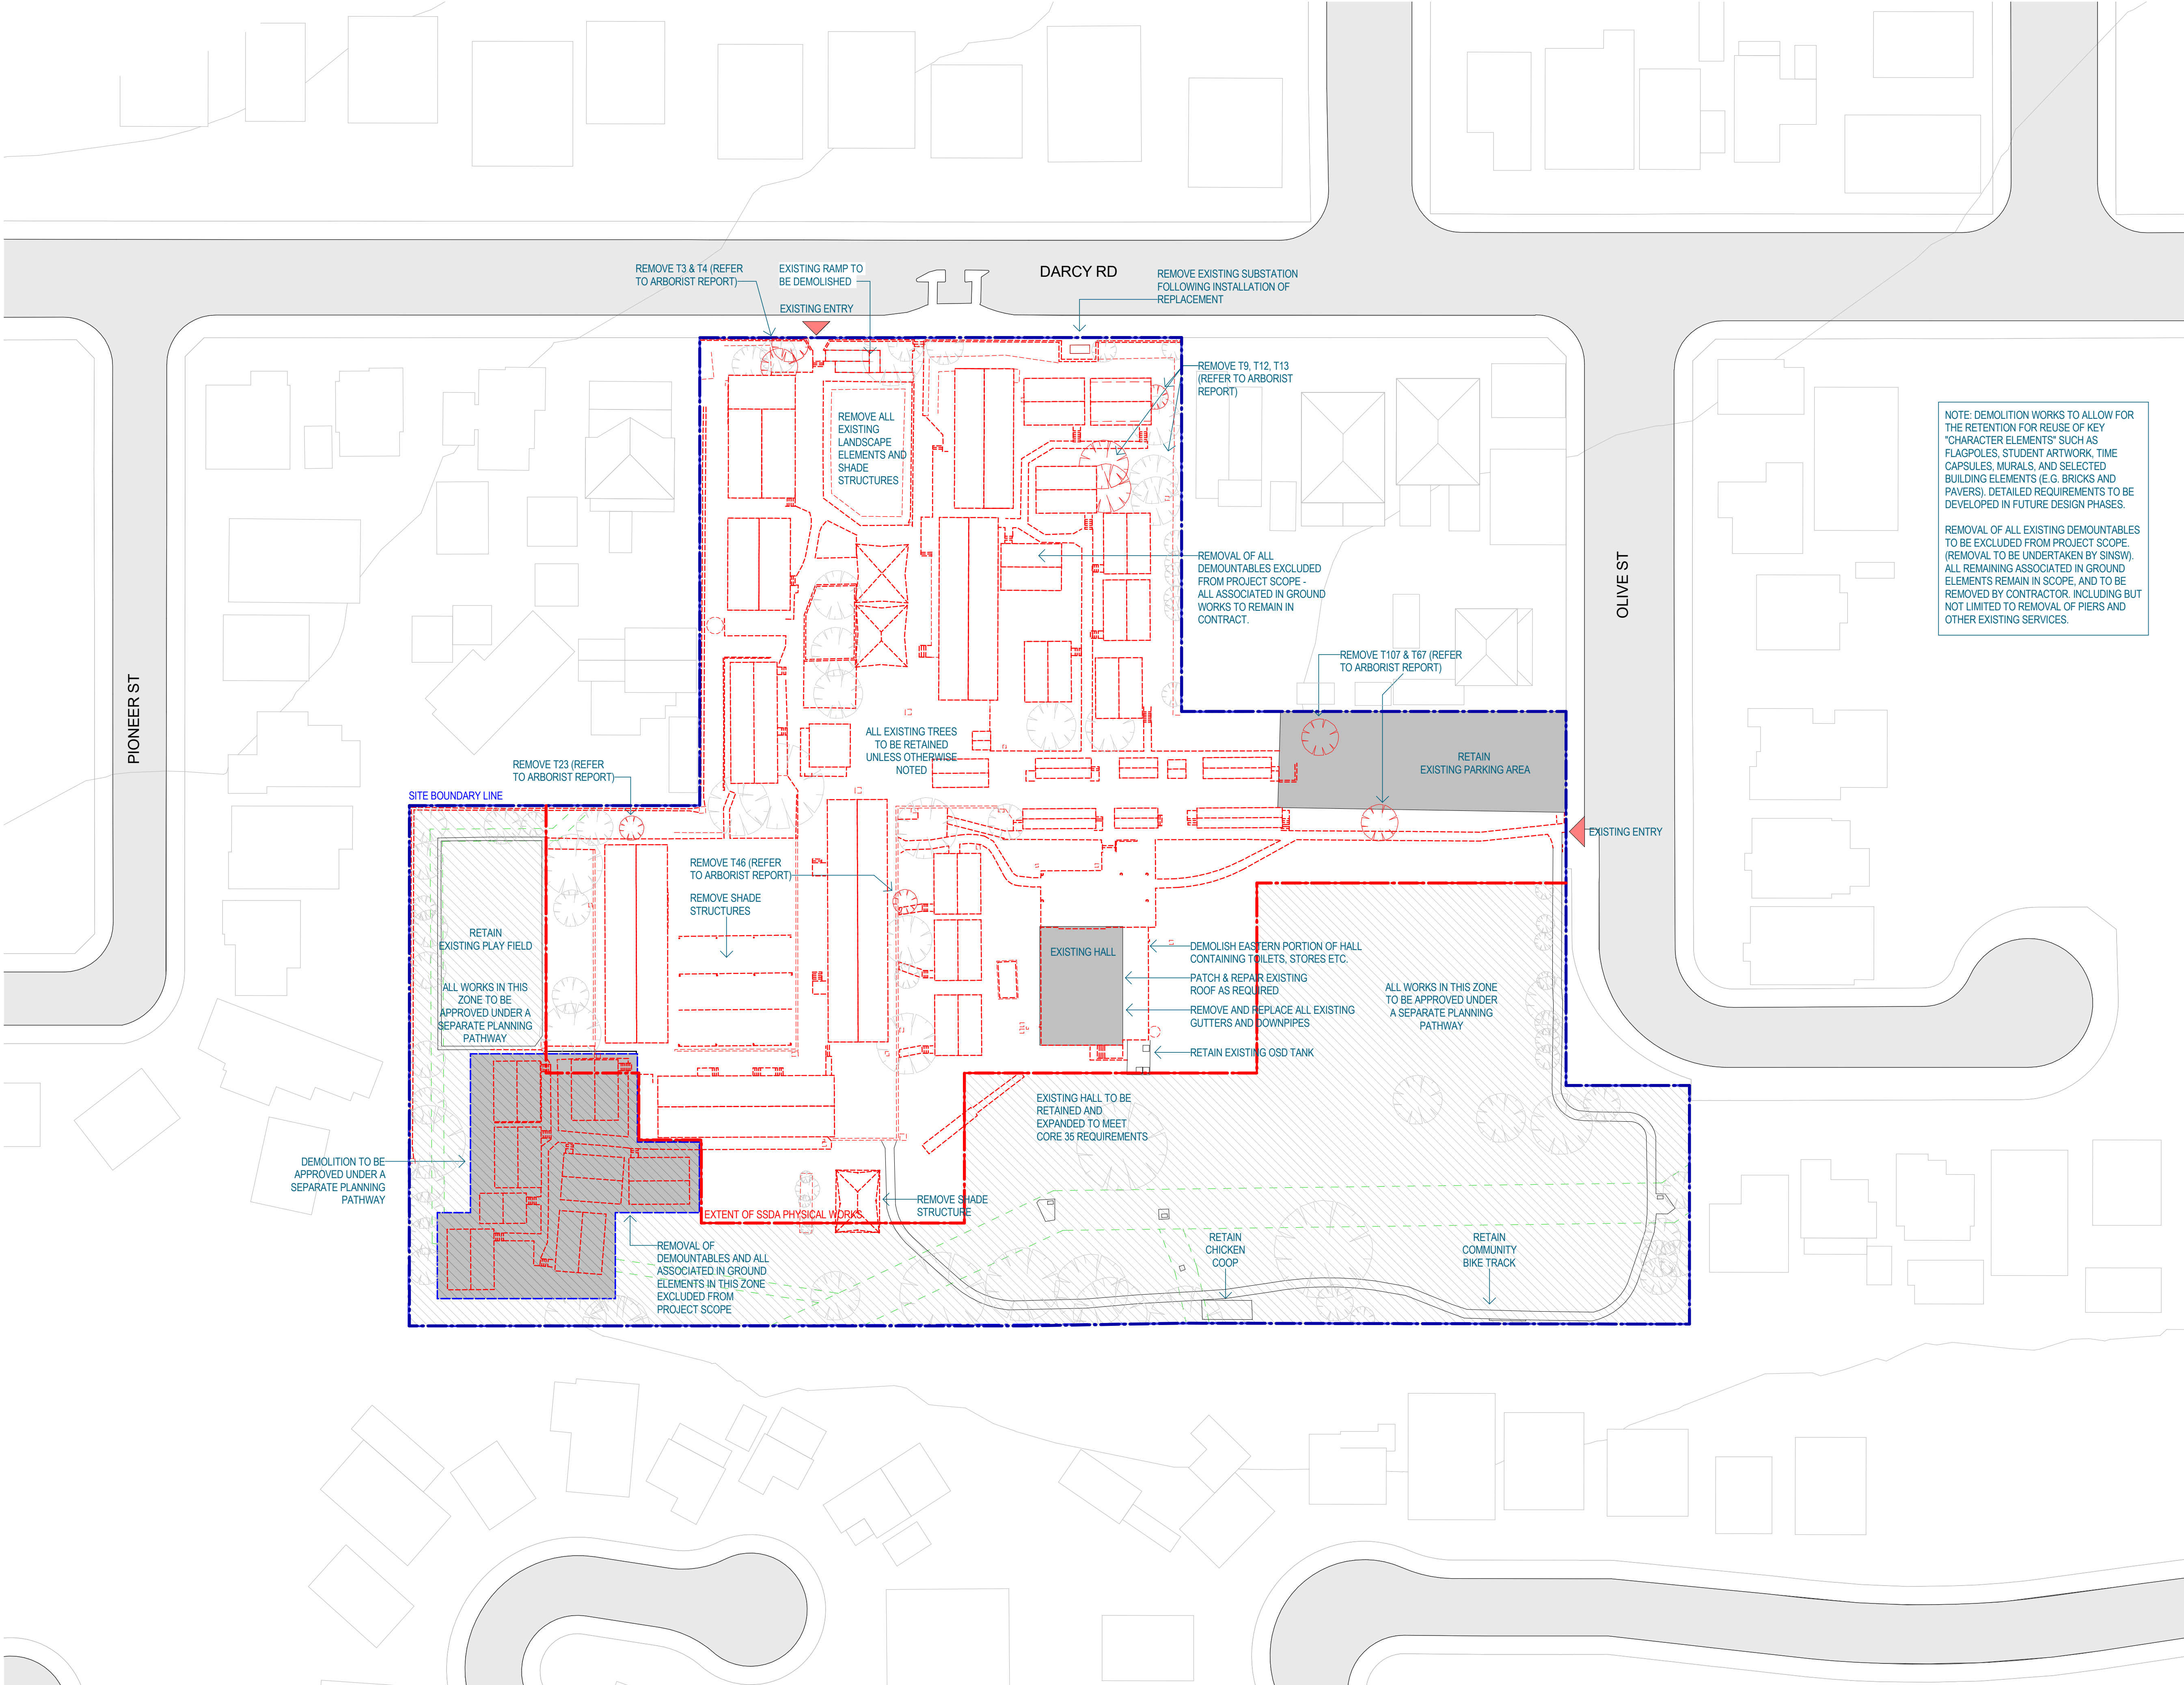 DARCY RD
REMOVE T3 & T4 (REFER
TO ARBORIST REPORT)
EXISTING RAMP TO
BE DEMOLISHED
EXISTING ENTRY
REMOVE EXISTING SUBSTATION
FOLLOWING INSTALLATION OF
REPLACEMENT
REMOVE T9, T12, T13
(REFER TO ARBORIST
REPORT)
REMOVE ALL
EXISTING
LANDSCAPE
ELEMENTS AND
SHADE
STRUCTURES
NOTE: DEMOLITION WORKS TO ALLOW FOR
THE RETENTION FOR REUSE OF KEY
"CHARACTER ELEMENTS" SUCH AS
FLAGPOLES, STUDENT ARTWORK, TIME
CAPSULES, MURALS, AND SELECTED
BUILDING ELEMENTS (E.G. BRICKS AND
PAVERS). DETAILED REQUIREMENTS TO BE
DEVELOPED IN FUTURE DESIGN PHASES.
REMOVAL OF ALL EXISTING DEMOUNTABLES
TO BE EXCLUDED FROM PROJECT SCOPE.
(REMOVAL TO BE UNDERTAKEN BY SINSW).
ALL REMAINING ASSOCIATED IN GROUND
ELEMENTS REMAIN IN SCOPE, AND TO BE
REMOVED BY CONTRACTOR. INCLUDING BUT
NOT LIMITED TO REMOVAL OF PIERS AND
OTHER EXISTING SERVICES.
REMOVAL OF ALL
DEMOUNTABLES EXCLUDED
FROM PROJECT SCOPE -
ALL ASSOCIATED IN GROUND
WORKS TO REMAIN IN
CONTRACT.
OLIVE ST
PIONEER ST
REMOVE T107 & T67 (REFER
TO ARBORIST REPORT)
ALL EXISTING TREES
TO BE RETAINED
UNLESS OTHERWISE
NOTED
RETAIN
EXISTING PARKING AREA
REMOVE T23 (REFER
TO ARBORIST REPORT)
SITE BOUNDARY LINE
EXISTING ENTRY
REMOVE T46 (REFER
TO ARBORIST REPORT)
REMOVE SHADE
STRUCTURES
RETAIN
EXISTING PLAY FIELD
ALL WORKS IN THIS
ZONE TO BE
APPROVED UNDER A
SEPARATE PLANNING
PATHWAY
EXISTING HALL
DEMOLISH EASTERN PORTION OF HALL
CONTAINING TOILETS, STORES ETC.
PATCH & REPAIR EXISTING
ROOF AS REQUIRED
REMOVE AND REPLACE ALL EXISTING
GUTTERS AND DOWNPIPES
RETAIN EXISTING OSD TANK
ALL WORKS IN THIS ZONE
TO BE APPROVED UNDER
A SEPARATE PLANNING
PATHWAY
EXISTING HALL TO BE
RETAINED AND
EXPANDED TO MEET
CORE 35 REQUIREMENTS
DEMOLITION TO BE
APPROVED UNDER A
SEPARATE PLANNING
PATHWAY
REMOVE SHADE
STRUCTURE
EXTENT OF SSDA PHYSICAL WORKS
REMOVAL OF
DEMOUNTABLES AND ALL
ASSOCIATED IN GROUND
ELEMENTS IN THIS ZONE
EXCLUDED FROM
PROJECT SCOPE
RETAIN
CHICKEN
COOP
RETAIN
COMMUNITY
BIKE TRACK